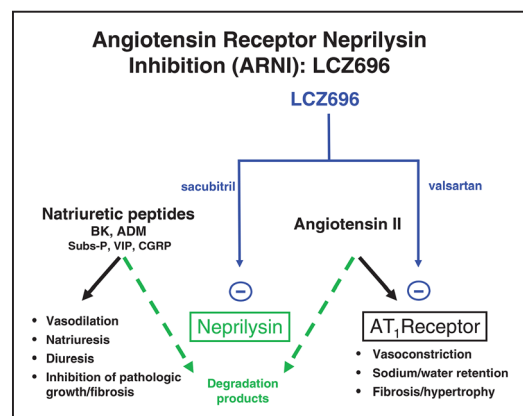 Angiotensin Receptor Neprilysin
Inhibition (ARNI): LCZ696
LCZ696
sacubitril
valsartan
Natriuretic peptides
BK, ADM
Subs-P, VIP, CGRP
Angiotensin II
• Vasodilation
• Natriuresis
• Diuresis
• Inhibition of pathologic
growth/fibrosis
−
Neprilysin
Degradation
products
−
AT₁Receptor
• Vasoconstriction
• Sodium/water retention
• Fibrosis/hypertrophy